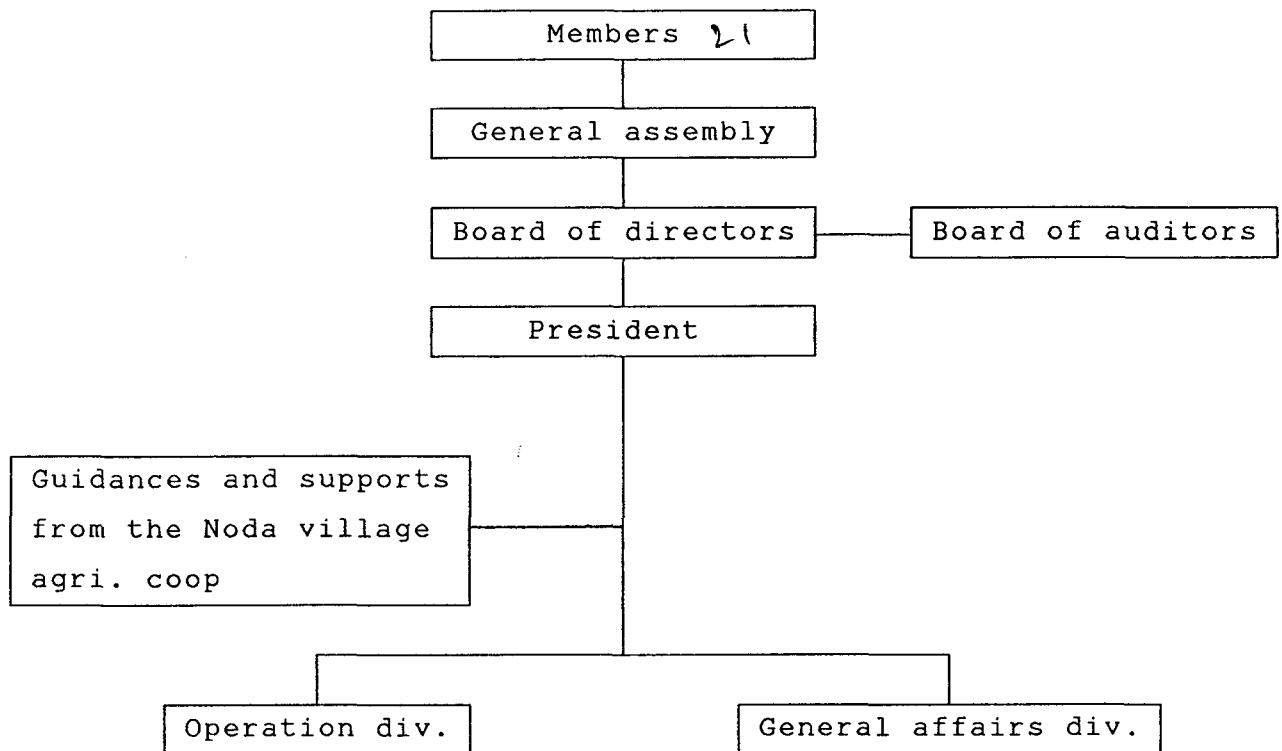 Members 21
General assembly
Board of directors
Board of auditors
President
Guidances and supports
from the Noda village
agri. coop
Operation div.
General affairs div.